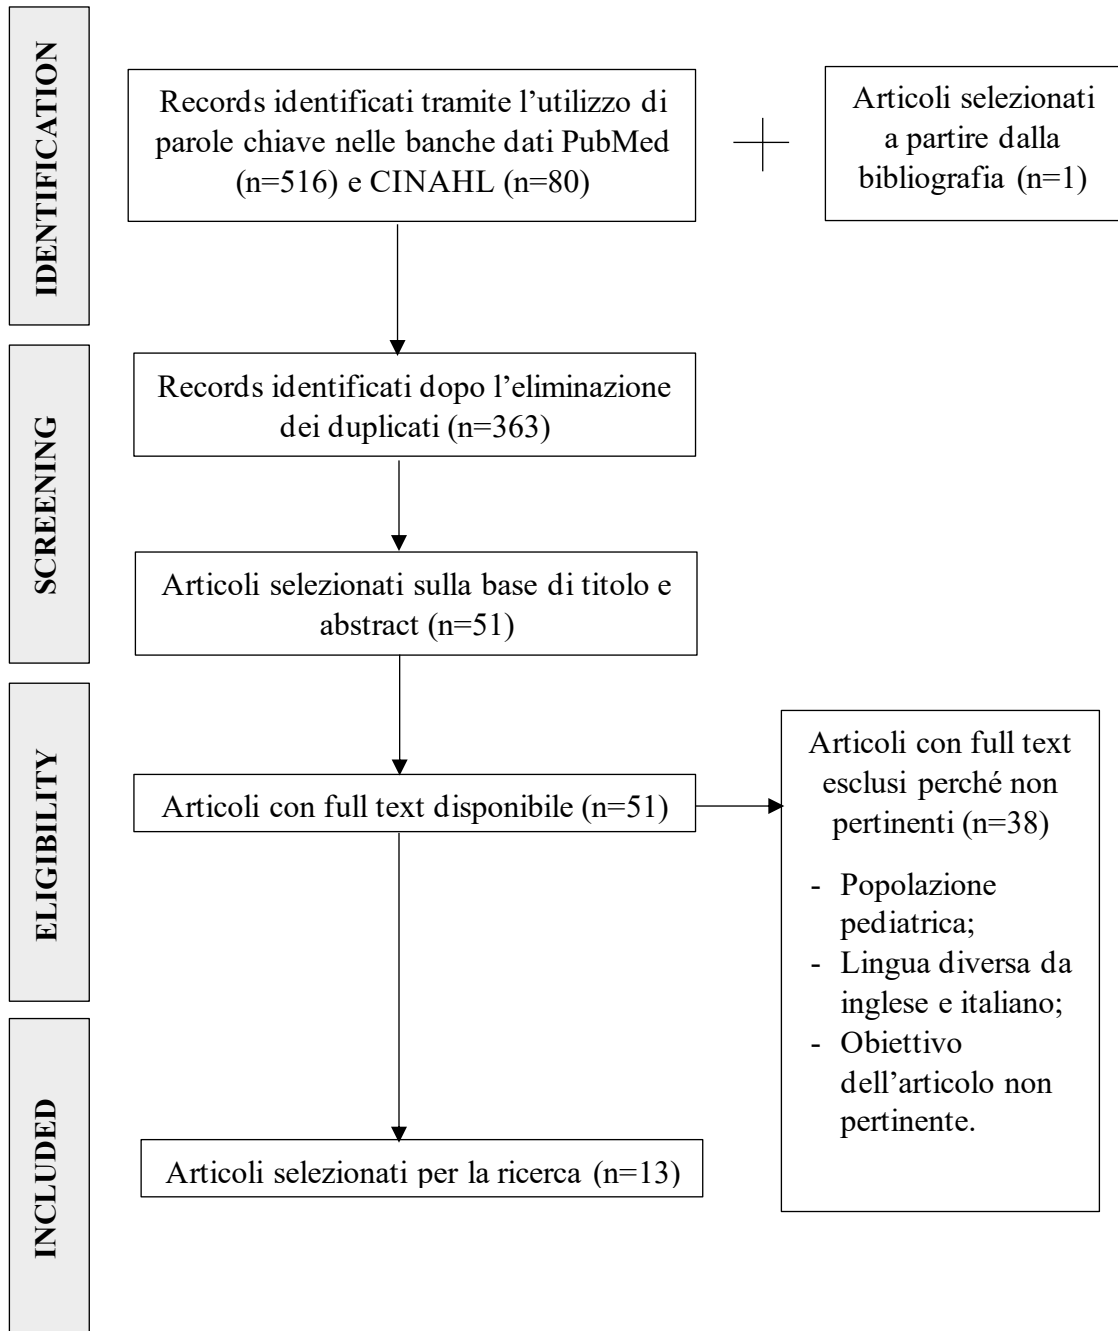 IDENTIFICATION
Records identificati tramite l’utilizzo di
parole chiave nelle banche dati PubMed
(n=516) e CINAHL (n=80)
Articoli selezionati
a partire dalla
bibliografia (n=1)
SCREENING
Records identificati dopo l’eliminazione
dei duplicati (n=363)
Articoli selezionati sulla base di titolo e
abstract (n=51)
ELIGIBILITY
Articoli con full text disponibile (n=51)
Articoli con full text
esclusi perché non
pertinenti (n=38)
- Popolazione
pediatrica;
- Lingua diversa da
inglese e italiano;
- Obiettivo
dell’articolo non
pertinente.
INCLUDED
Articoli selezionati per la ricerca (n=13)